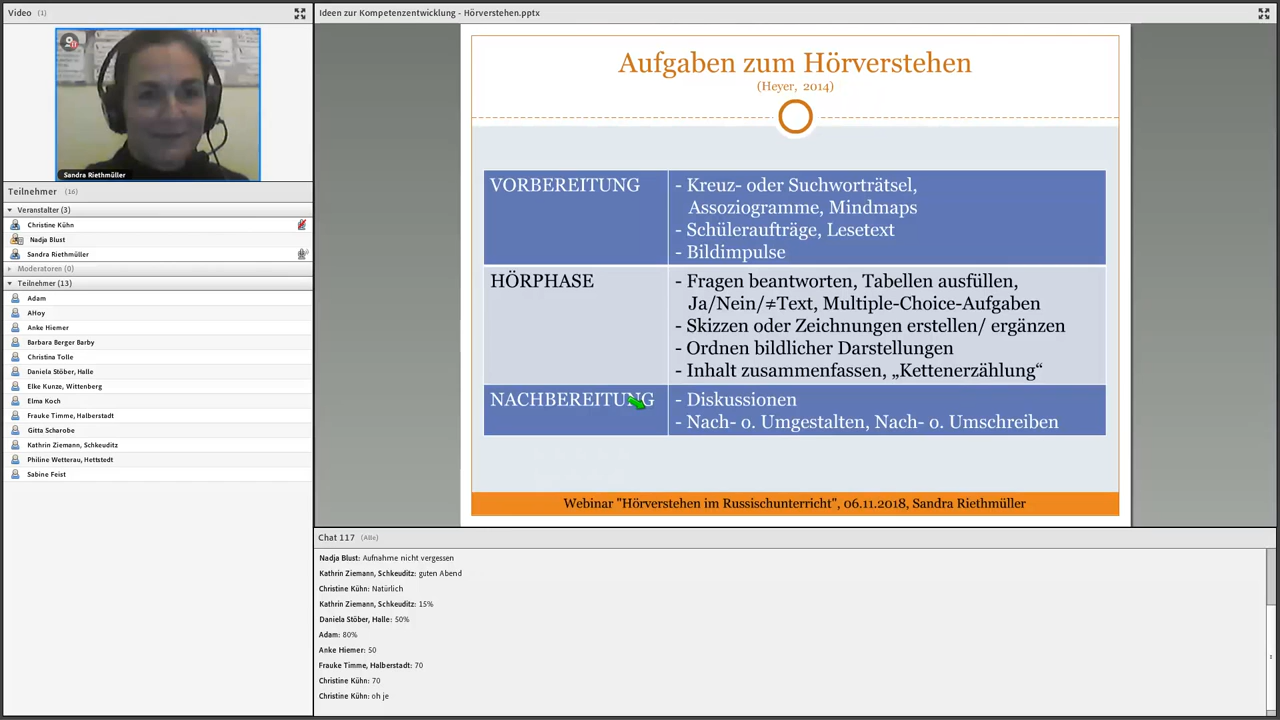 Video (1)
Sandra Riethmüller
Teilnehmer (16)
Veranstalter (3)
Christine Kühn
Nadja Blust
Sandra Riethmüller
Moderatoren (0)
Teilnehmer (13)
Adam
AHoy
Anke Hiemer
Barbara Berger Barby
Christina Tolle
Daniela Stöber, Halle
Elke Kunze, Wittenberg
Elma Koch
Frauke Timme, Halberstadt
Gitta Scharobe
Kathrin Ziemann, Schkeuditz
Philine Wetterau, Hettstedt
Sabine Feist
Ideen zur Kompetenzentwicklung - Hörverstehen.pptx
Aufgaben zum Hörverstehen
(Heyer, 2014)
VORBEREITUNG
- Kreuz- oder Suchworträtsel,
Assoziogramme, Mindmaps
- Schüleraufträge, Lesetext
- Bildimpulse
HÖRPHASE
- Fragen beantworten, Tabellen ausfüllen,
Ja/Nein/≠Text, Multiple-Choice-Aufgaben
- Skizzen oder Zeichnungen erstellen/ ergänzen
- Ordnen bildlicher Darstellungen
- Inhalt zusammenfassen, „Kettenerzählung“
NACHBEREITUNG
- Diskussionen
- Nach- o. Umgestalten, Nach- o. Umschreiben
Webinar "Hörverstehen im Russischunterricht", 06.11.2018, Sandra Riethmüller
Chat 117 (Alle)
Nadja Blust: Aufnahme nicht vergessen
Kathrin Ziemann, Schkeuditz: guten Abend
Christine Kühn: Natürlich
Kathrin Ziemann, Schkeuditz: 15%
Daniela Stöber, Halle: 50%
Adam: 80%
Anke Hiemer: 50
Frauke Timme, Halberstadt: 70
Christine Kühn: 70
Christine Kühn: oh je